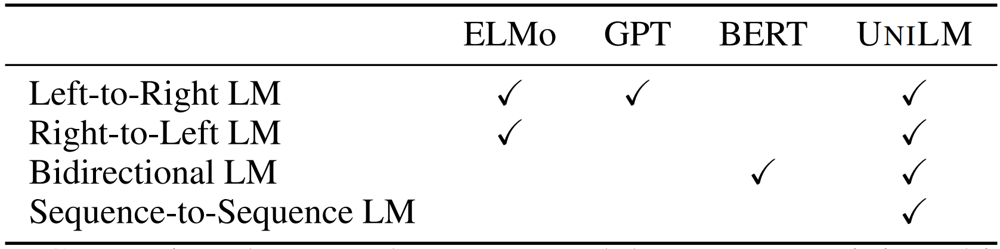 ELMo GPT BERT UNILM
Left-to-Right LM ✓ ✓ ✓
Right-to-Left LM ✓ ✓
Bidirectional LM ✓ ✓
Sequence-to-Sequence LM ✓